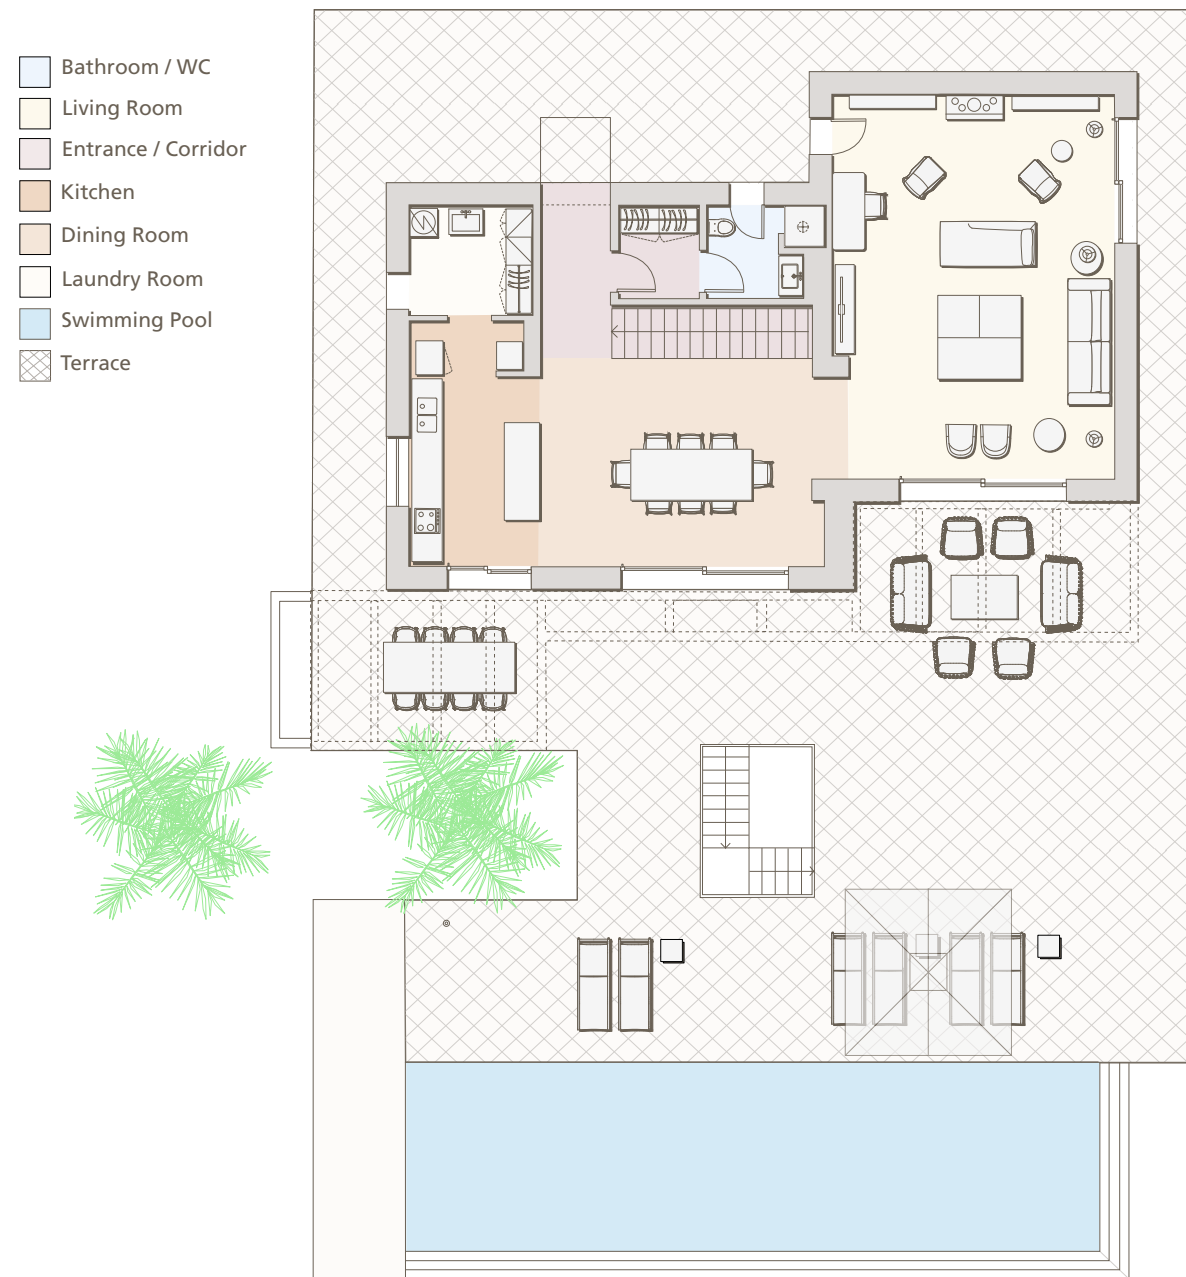 Bathroom / WC
Living Room
Entrance / Corridor
Kitchen
Dining Room
Laundry Room
Swimming Pool
Terrace